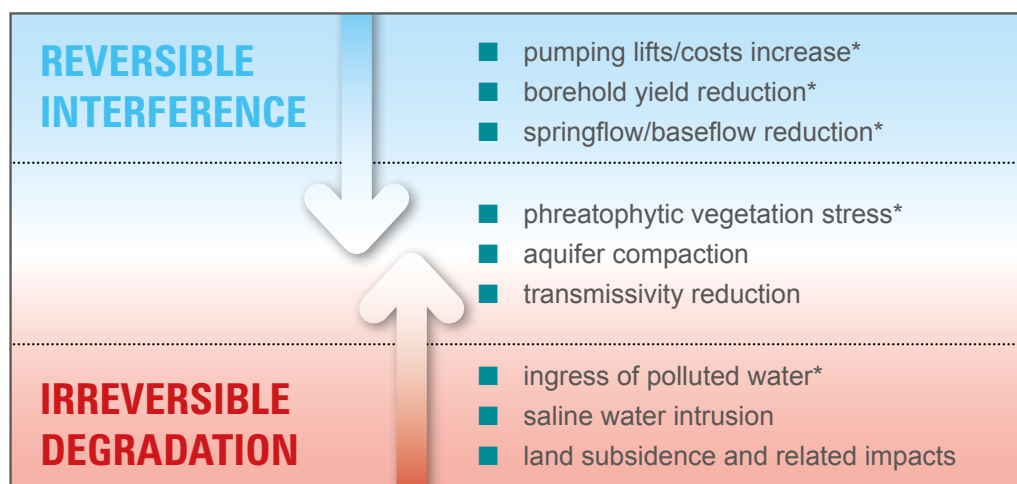 REVERSIBLE
INTERFERENCE
pumping lifts/costs increase*
borehold yield reduction*
springflow/baseflow reduction*
phreatophytic vegetation stress*
aquifer compaction
transmissivity reduction
IRREVERSIBLE
DEGRADATION
ingress of polluted water*
saline water intrusion
land subsidence and related impacts